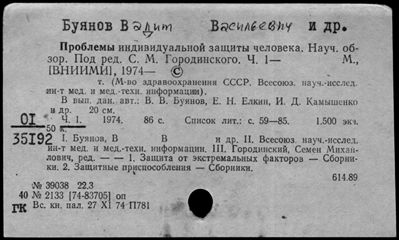 Буянов Вадим Васильевич и др.
Проблемы индивидуальной защиты человека. Науч. об-
зор. Под ред. С. М. Городинского. Ч. 1— М.,
[ВНИИМИ], 1974— ©
т. (М-во здравоохранения СССР. Всесоюз. науч.-исслед.
ин-т мед. и мед.-техн. информации).
В вып. дан. авт.: В. В. Буянов, Е. Н. Елкин, И. Д. Камышенко
и др. 20 см.
01 Ч. 1. 1974. 86 с. Список лит.: с. 59—85. 1.500 экз.
50 к.
35192 I. Буянов, В В и др. II. Всесоюз. науч.-исслед.
ин-т мед. и мед.-техн. информации. III. Городинский, Семен Михай-
лович, ред. — — 1. Защита от экстремальных факторов — Сборни-
ки. 2. Защитные приспособления — Сборники.
614.89
№ 39038 22.3
40 № 2133 [74-83705] оп
ГК Вс. кн. пал. 27 XI 74 П781